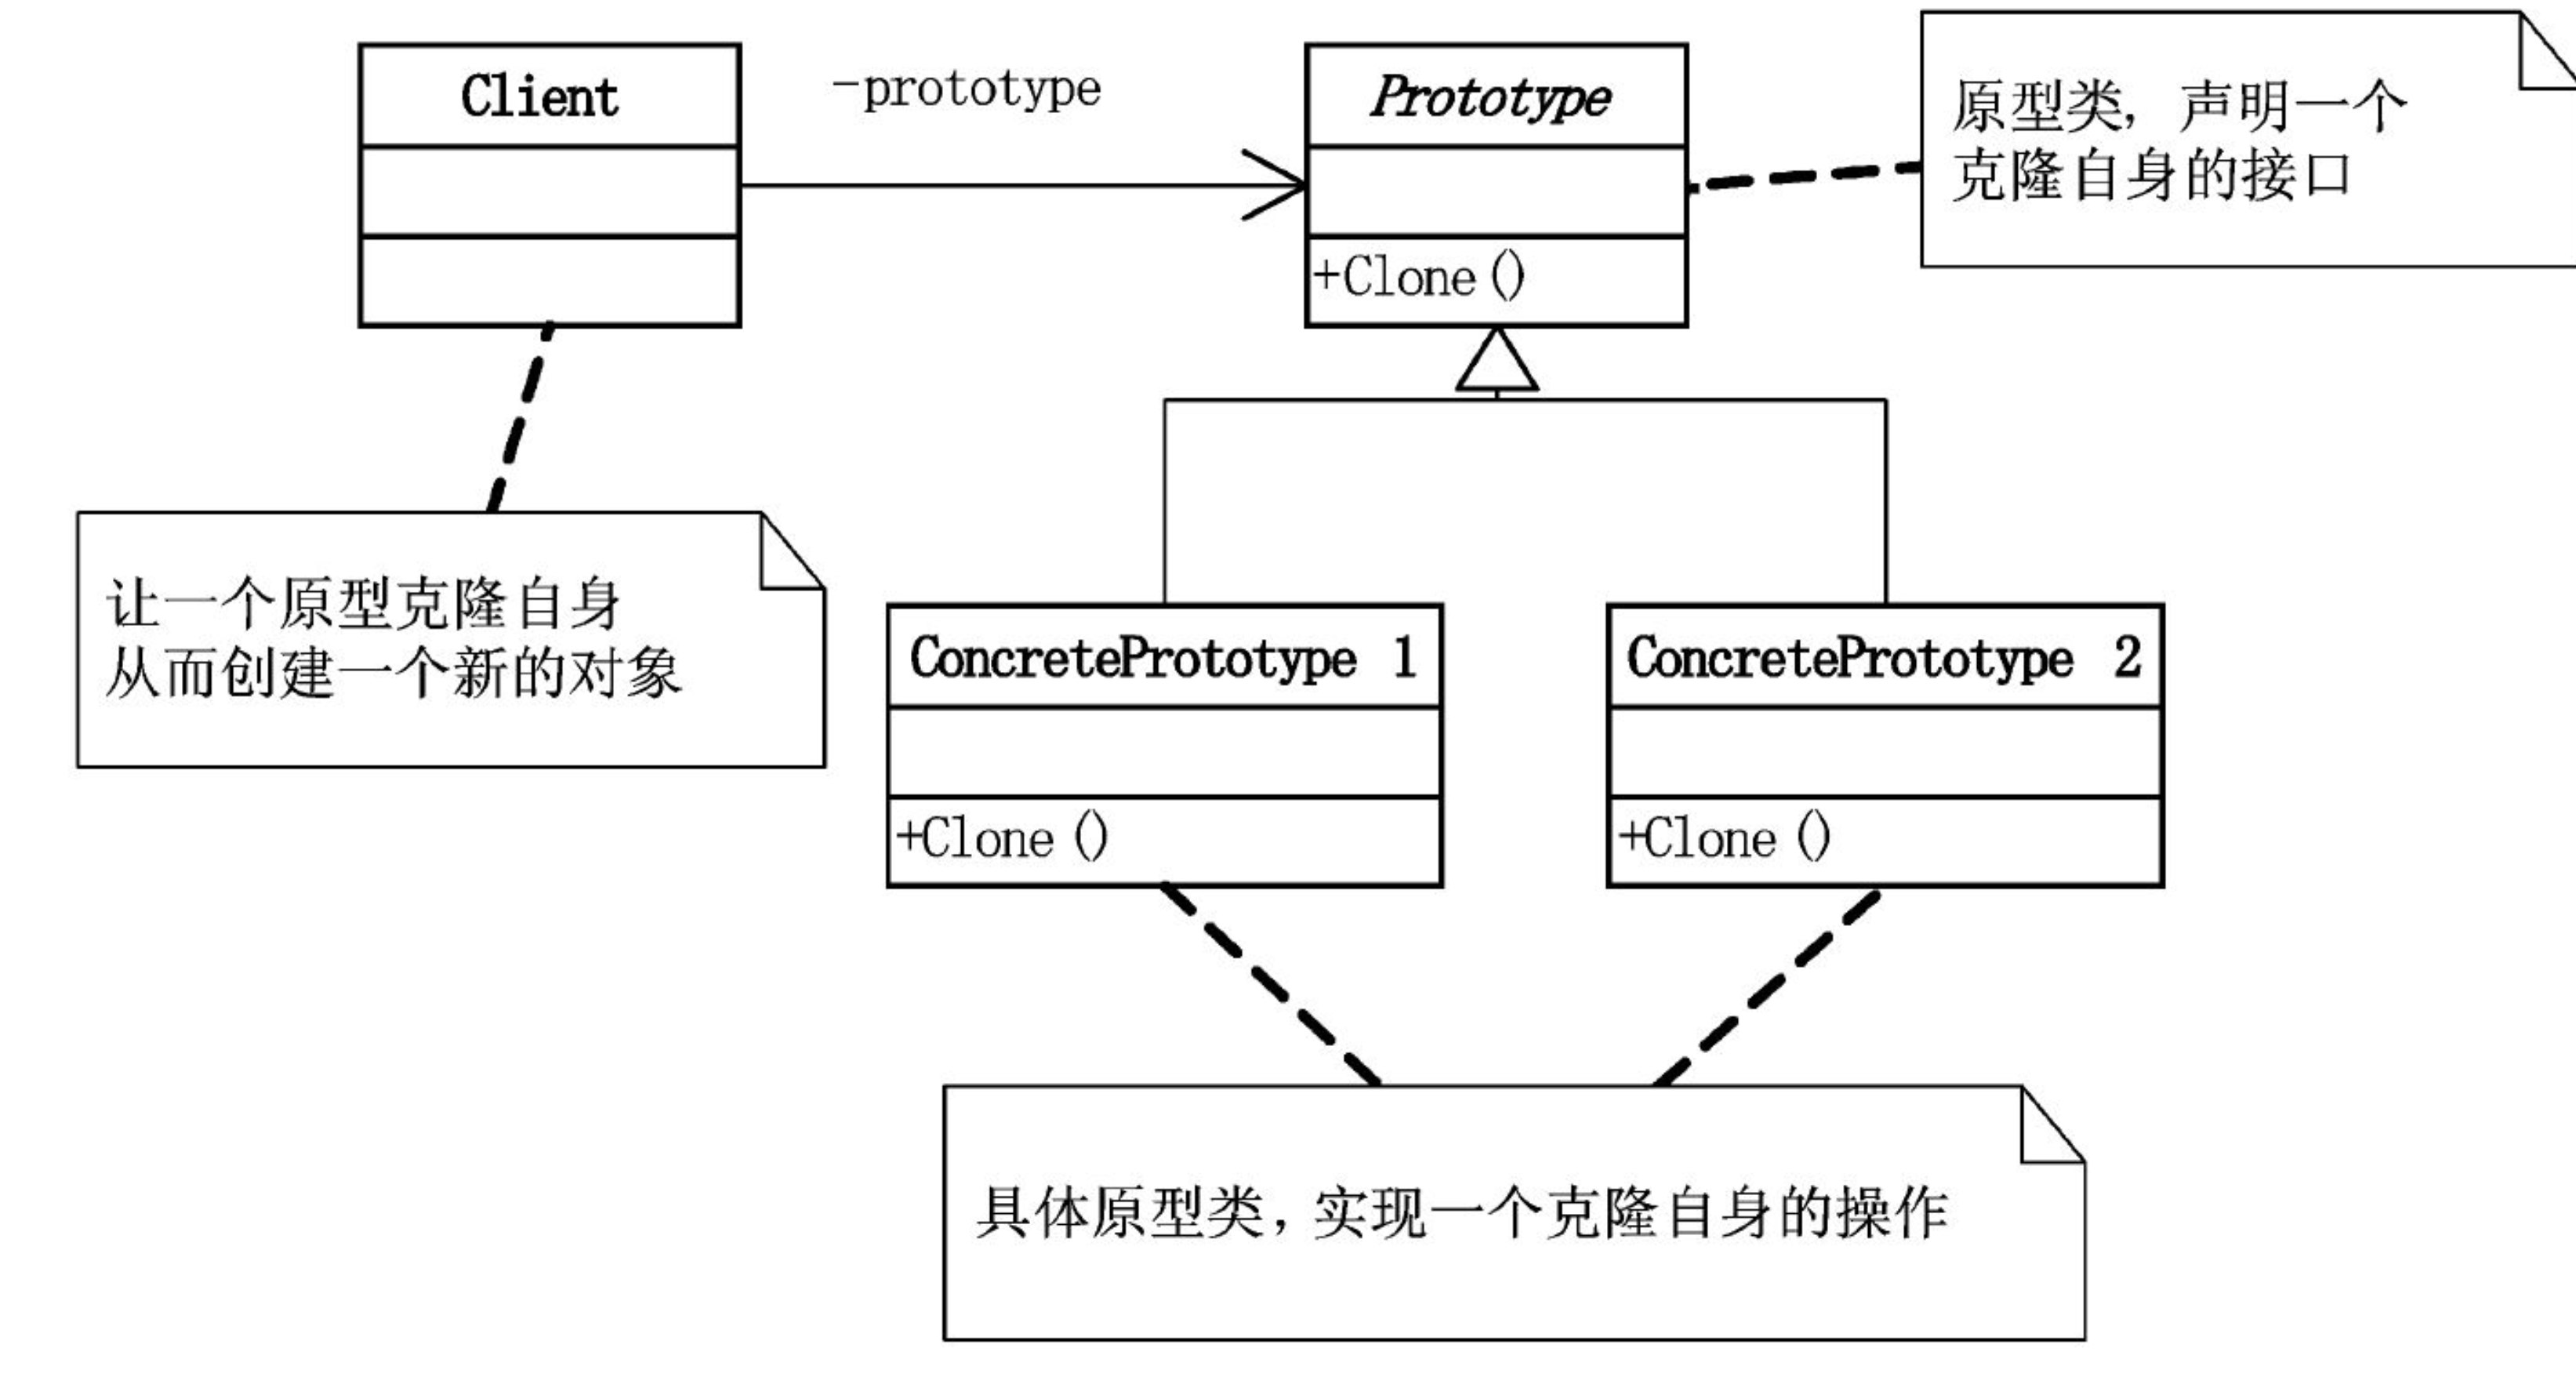 Client
-prototype
Prototype
+Clone()
原型类, 声明一个
克隆自身的接口
让一个原型克隆自身
从而创建一个新的对象
ConcretePrototype 1
+Clone()
ConcretePrototype 2
+Clone()
具体原型类,实现一个克隆自身的操作